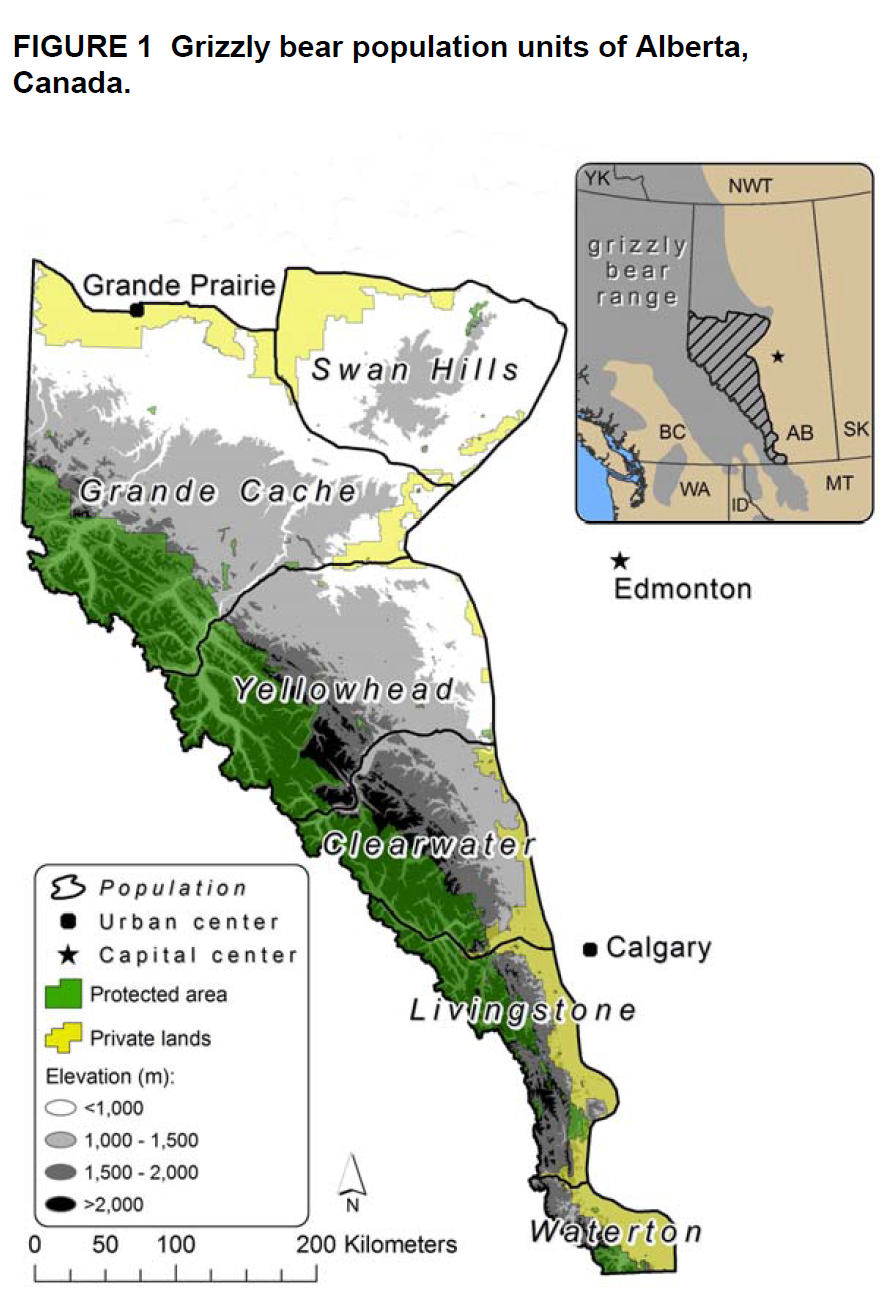 FIGURE 1 Grizzly bear population units of Alberta,
Canada.
YK
NWT
grizzly
bear
range
BC
AB
SK
WA
ID
MT
Grande Prairie
Swan Hills
Grande Cache
Edmonton
Yellowhead
Clearwater
Calgary
Livingstone
Waterton
Population
Urban center
Capital center
Protected area
Private lands
Elevation (m):
<1,000
1,000 - 1,500
1,500 - 2,000
>2,000
N
0 50 100 200 Kilometers